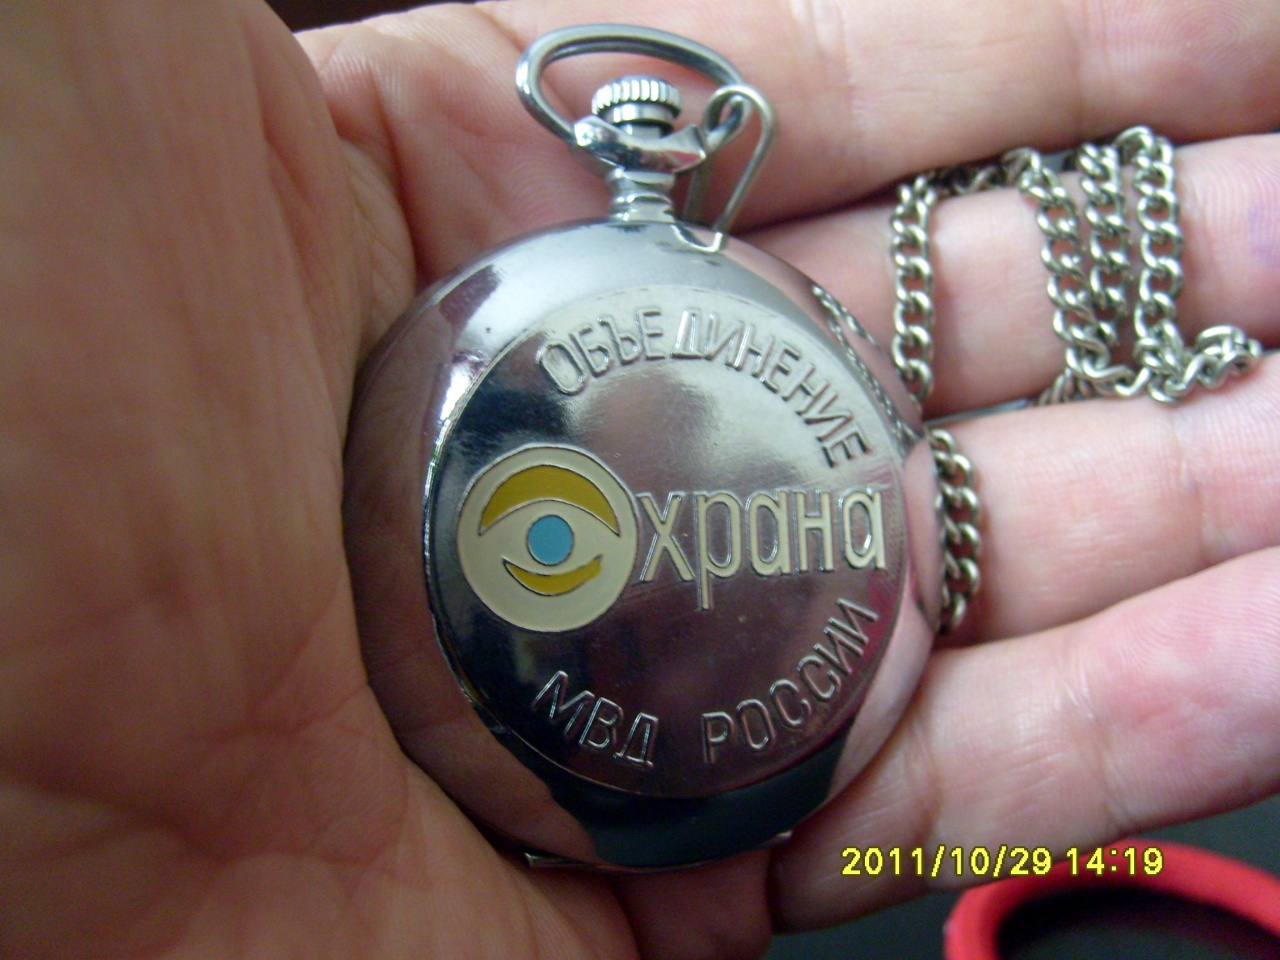 ОБЪЕДИНЕНИЕ
Охрана
МВД РОССИИ
2011/10/29 14:19